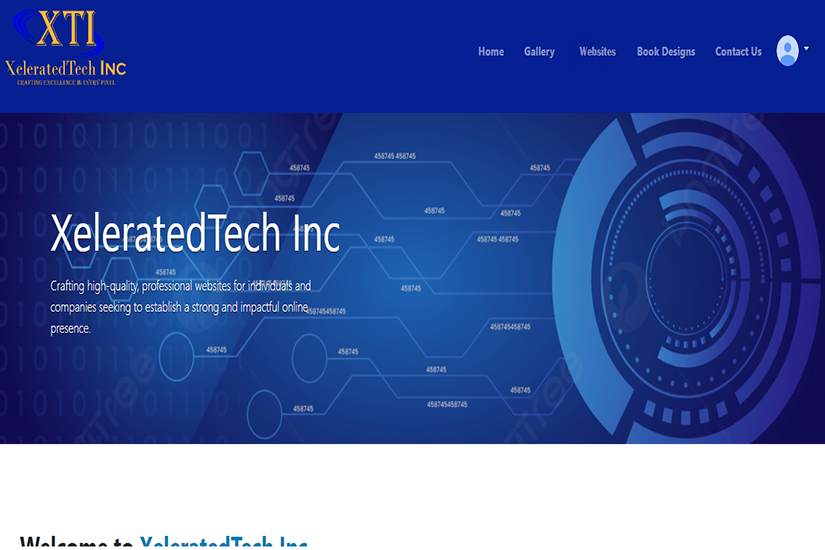 XTI
XeleratedTech INC
CRAFTING EXCELLENCE IN EVERY PIXEL
Home Gallery Websites Book Designs Contact Us
458745
458745 458745
458745
458745
458745
458745
458745
458745 458745
XeleratedTech Inc
458745
458745
Crafting high-quality, professional websites for individuals and
companies seeking to establish a strong and impactful online
presence.
458745458745
458745458745
458745
458745
458745
458745
458745458745
458745
Welcome to XeleratedTech Inc